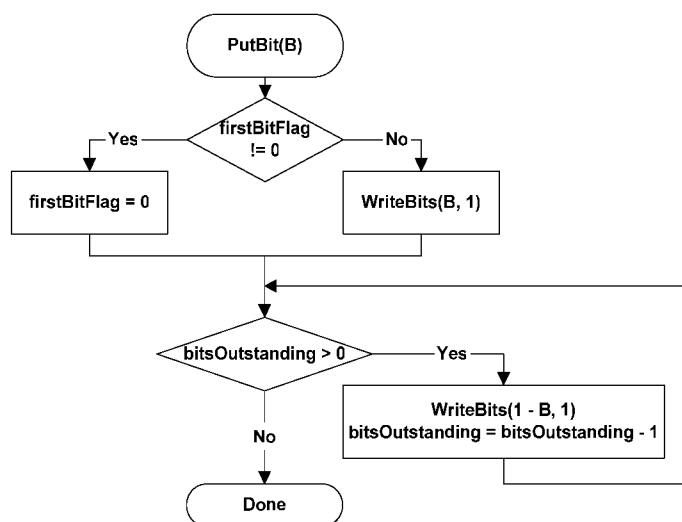 PutBit(B)
firstBitFlag
!= 0
Yes
No
firstBitFlag = 0
WriteBits(B, 1)
bitsOutstanding > 0
Yes
WriteBits(1 - B, 1)
bitsOutstanding = bitsOutstanding - 1
No
Done